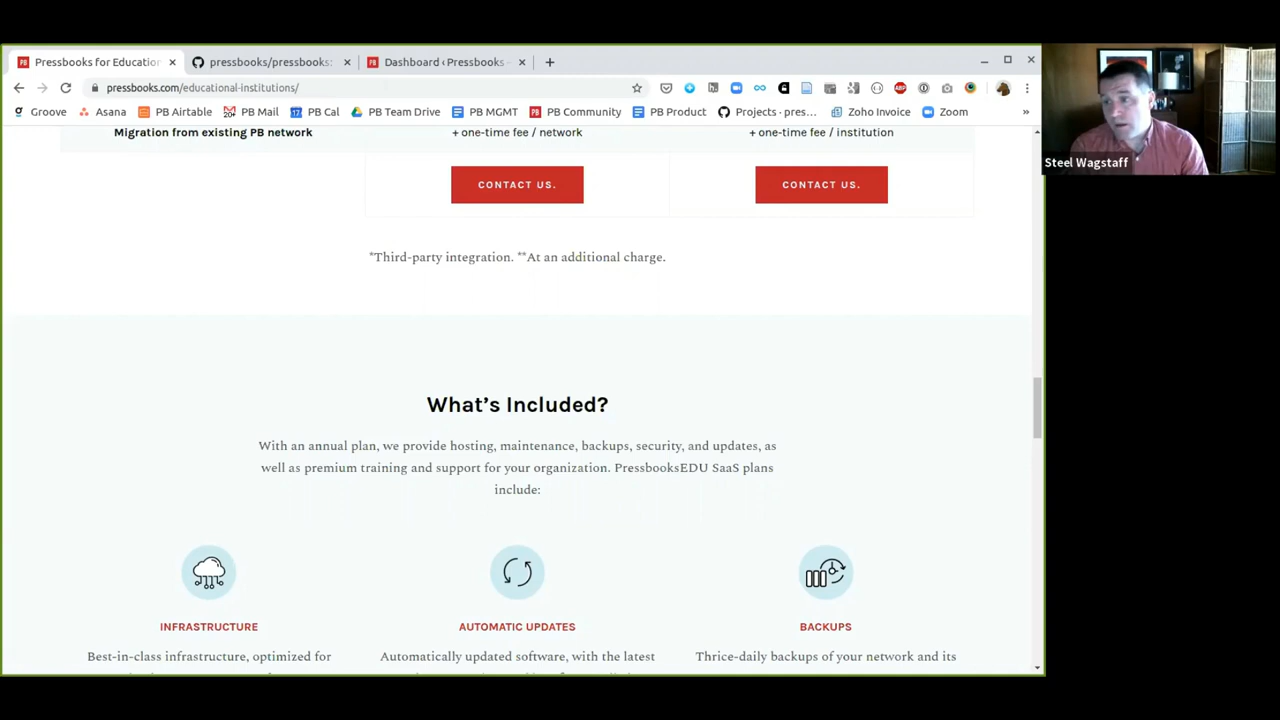 Pressbooks for Education
pressbooks/pressbooks:
Dashboard ‹ Pressbooks –
pressbooks.com/educational-institutions/
Groove
Asana
PB Airtable
PB Mail
PB Cal
PB Team Drive
PB MGMT
PB Community
PB Product
Projects · pres…
Zoho Invoice
Zoom
»
Steel Wagstaff
Migration from existing PB network
+ one-time fee / network
+ one-time fee / institution
CONTACT US.
CONTACT US.
*Third-party integration. **At an additional charge.
What's Included?
With an annual plan, we provide hosting, maintenance, backups, security, and updates, as
well as premium training and support for your organization. PressbooksEDU SaaS plans
include:
INFRASTRUCTURE
AUTOMATIC UPDATES
BACKUPS
Best-in-class infrastructure, optimized for
Automatically updated software, with the latest
Thrice-daily backups of your network and its